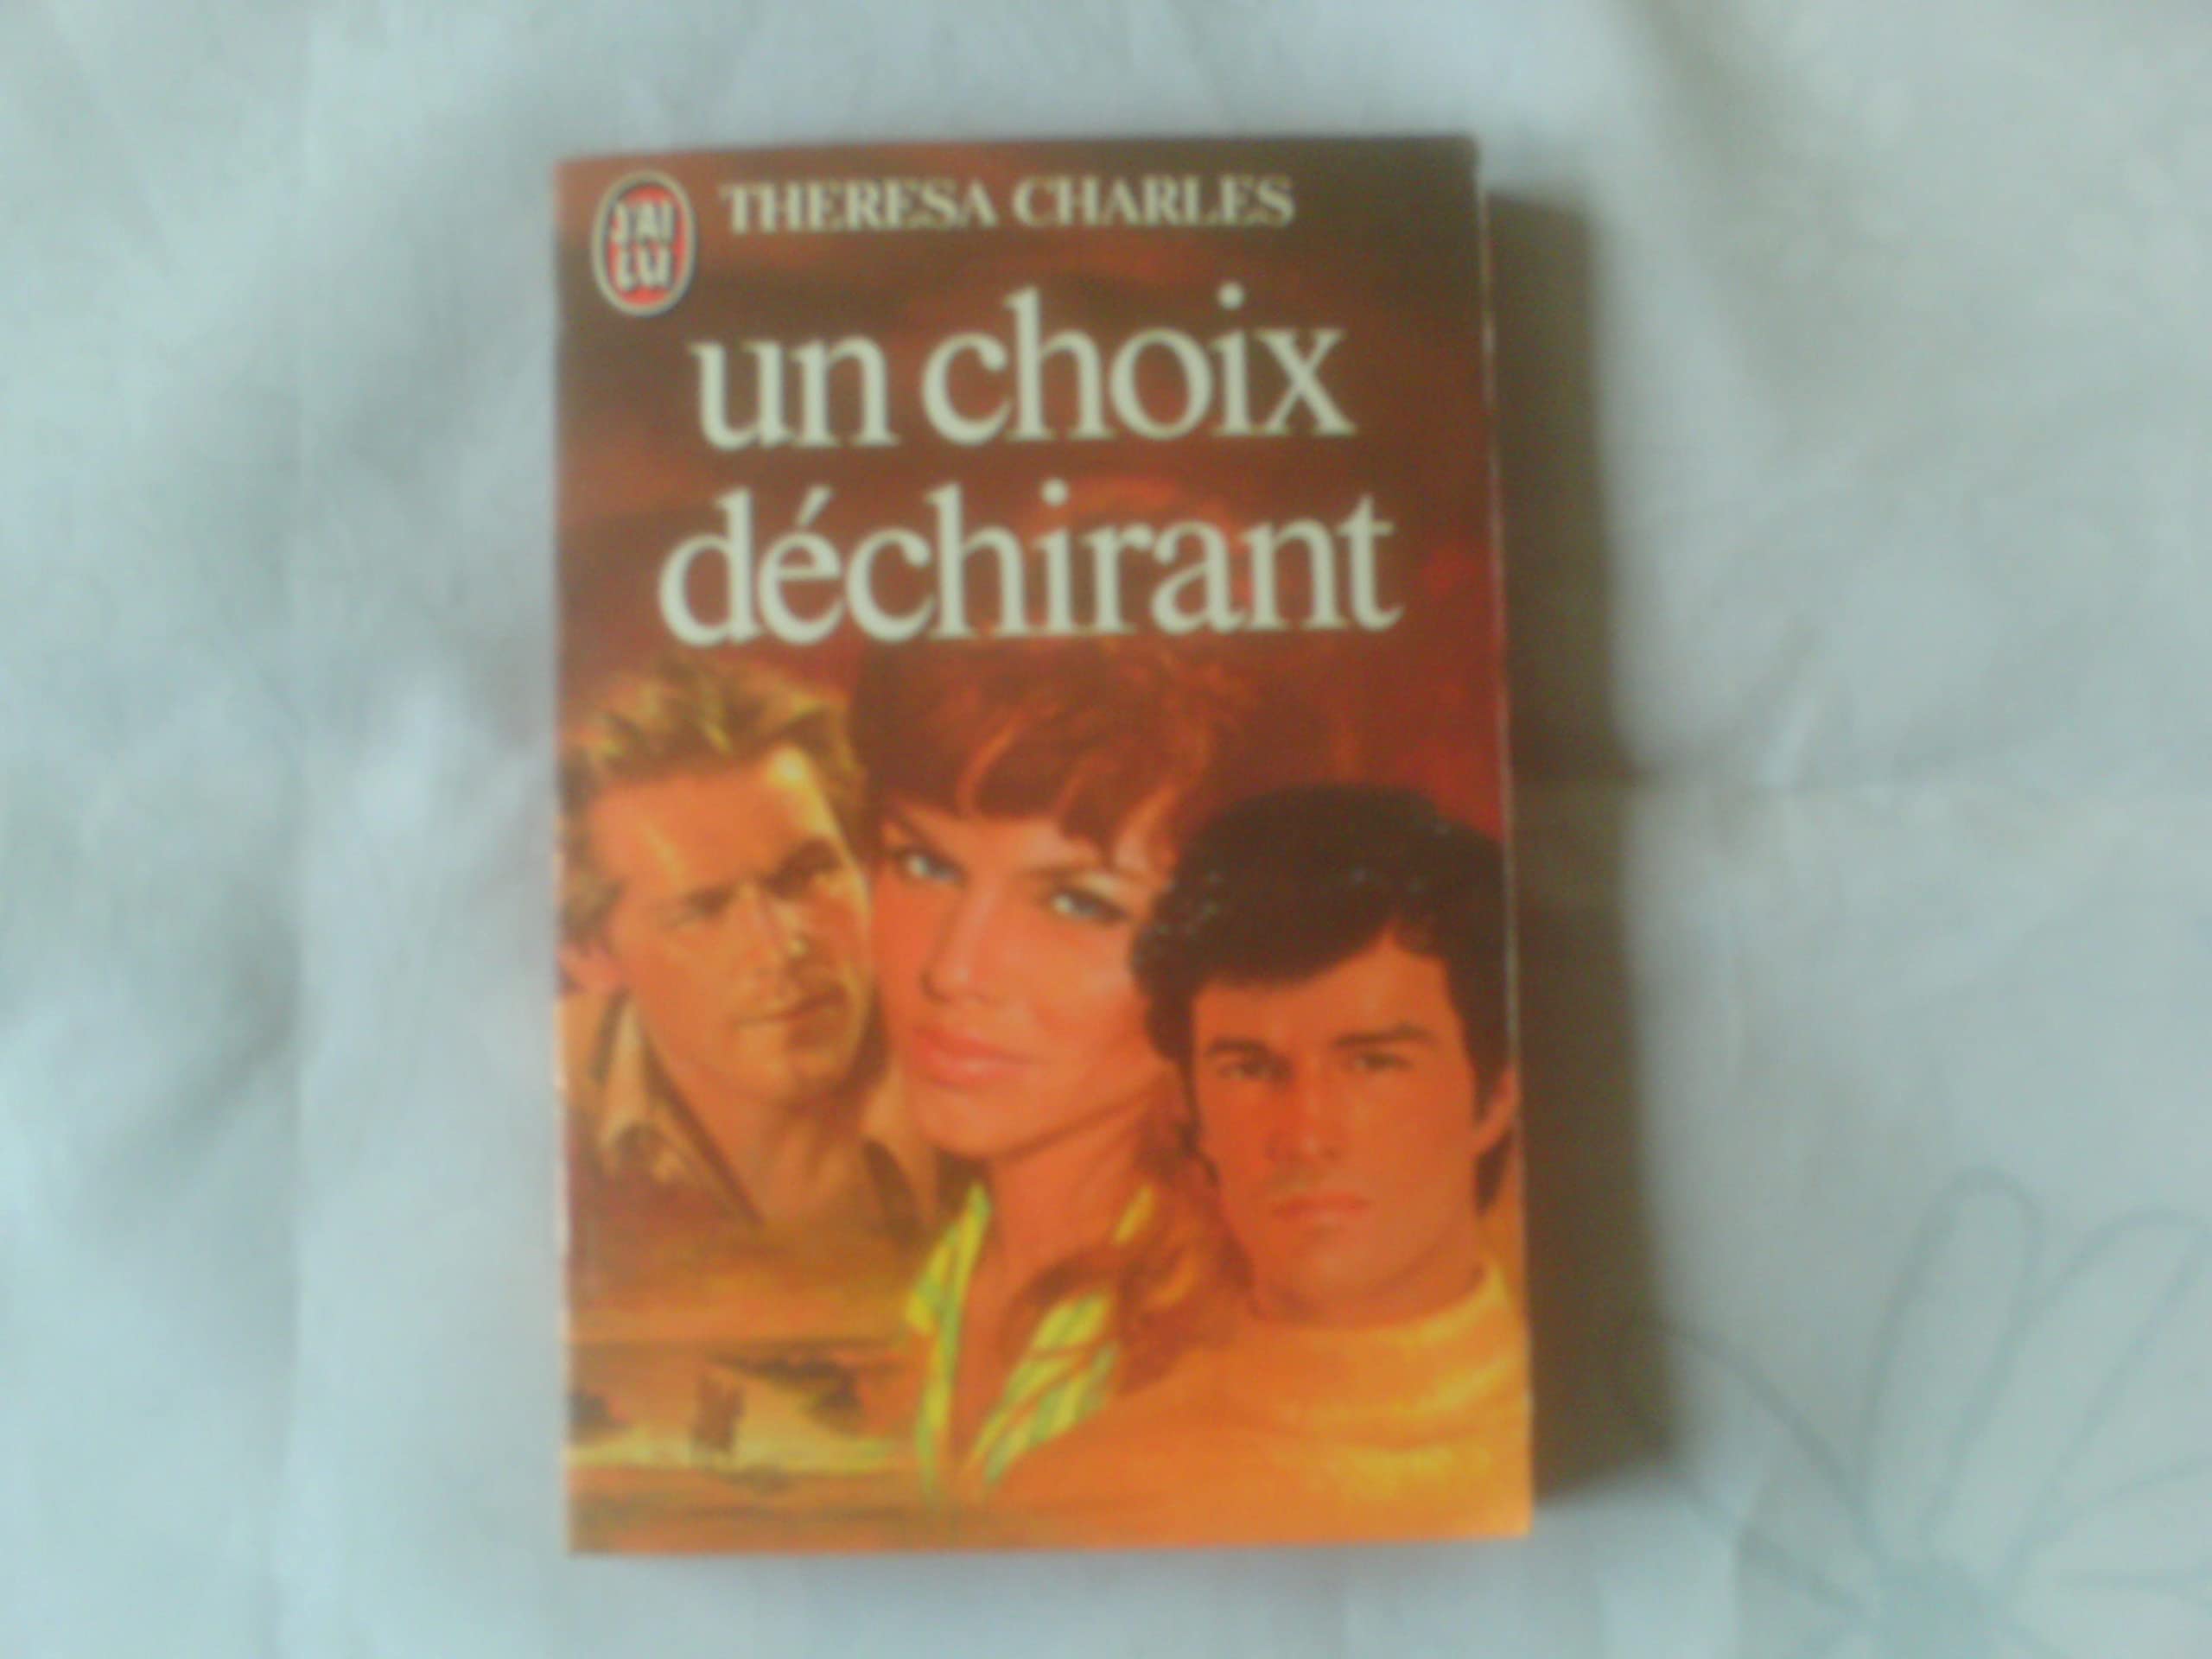 J'AI
LU
THERESA CHARLES
un choix
déchirant